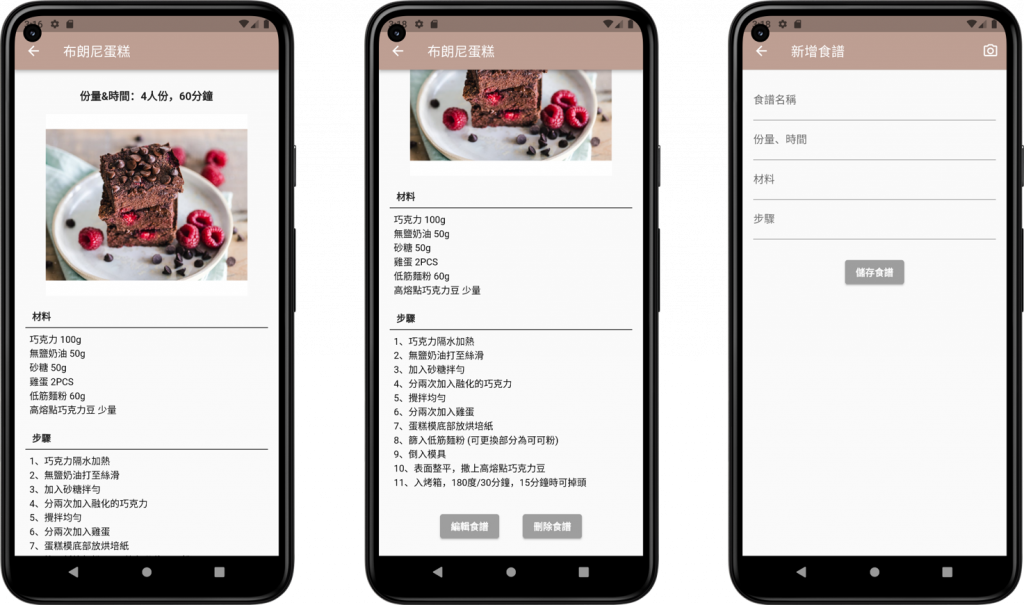 3:16
布朗尼蛋糕
份量&時間：4人份，60分鐘
材料
巧克力 100g
無鹽奶油 50g
砂糖 50g
雞蛋 2PCS
低筋麵粉 60g
高熔點巧克力豆 少量
步驟
1、巧克力隔水加熱
2、無鹽奶油打至絲滑
3、加入砂糖拌勻
4、分兩次加入融化的巧克力
5、攪拌均勻
6、分兩次加入雞蛋
7、蛋糕模底部放烘培紙
3:18
布朗尼蛋糕
材料
巧克力 100g
無鹽奶油 50g
砂糖 50g
雞蛋 2PCS
低筋麵粉 60g
高熔點巧克力豆 少量
步驟
1、巧克力隔水加熱
2、無鹽奶油打至絲滑
3、加入砂糖拌勻
4、分兩次加入融化的巧克力
5、攪拌均勻
6、分兩次加入雞蛋
7、蛋糕模底部放烘培紙
8、篩入低筋麵粉 (可更換部分為可可粉)
9、倒入模具
10、表面整平，撒上高熔點巧克力豆
11、入烤箱，180度/30分鐘，15分鐘時可掉頭
編輯食譜
刪除食譜
3:18
新增食譜
食譜名稱
份量、時間
材料
步驟
儲存食譜